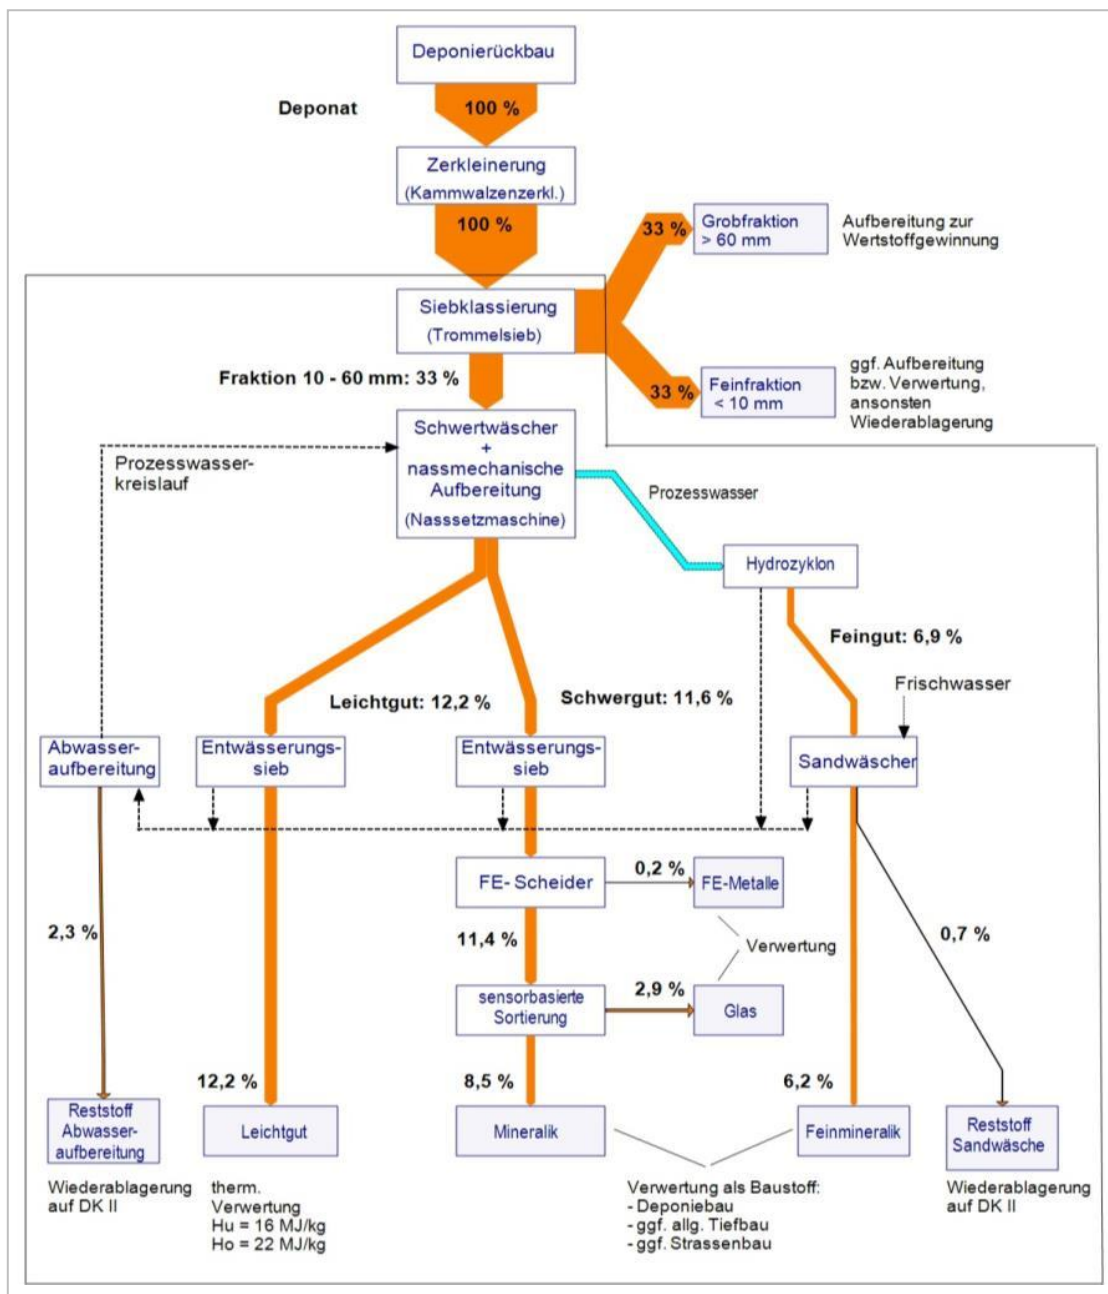 Deponierückbau
Deponat
100 %
Zerkleinerung
(Kammwalzenzerkl.)
100 %
33 %
Grobfraktion
> 60 mm
Aufbereitung zur
Wertstoffgewinnung
Siebklassierung
(Trommelsieb)
Fraktion 10 - 60 mm: 33 %
33 %
Feinfraktion
< 10 mm
ggf. Aufbereitung
bzw. Verwertung,
ansonsten
Wiederablagerung
Schwertwäscher
+
nassmechanische
Aufbereitung
(Nasssetzmaschine)
Prozesswasser-
kreislauf
Prozesswasser
Hydrozyklon
Feingut: 6,9 %
Frischwasser
Leichtgut: 12,2 %
Schwergut: 11,6 %
Abwasser-
aufbereitung
Entwässerungs-
sieb
Entwässerungs-
sieb
Sandwäscher
FE- Scheider
0,2 %
FE-Metalle
2,3 %
11,4 %
Verwertung
0,7 %
sensorbasierte
Sortierung
2,9 %
Glas
12,2 %
8,5 %
6,2 %
Reststoff
Abwasser-
aufbereitung
Leichtgut
Mineralik
Feinmineralik
Reststoff
Sandwäsche
Wiederablagerung
auf DK II
therm.
Verwertung
Hu = 16 MJ/kg
Ho = 22 MJ/kg
Verwertung als Baustoff:
- Deponiebau
- ggf. allg. Tiefbau
- ggf. Strassenbau
Wiederablagerung
auf DK II